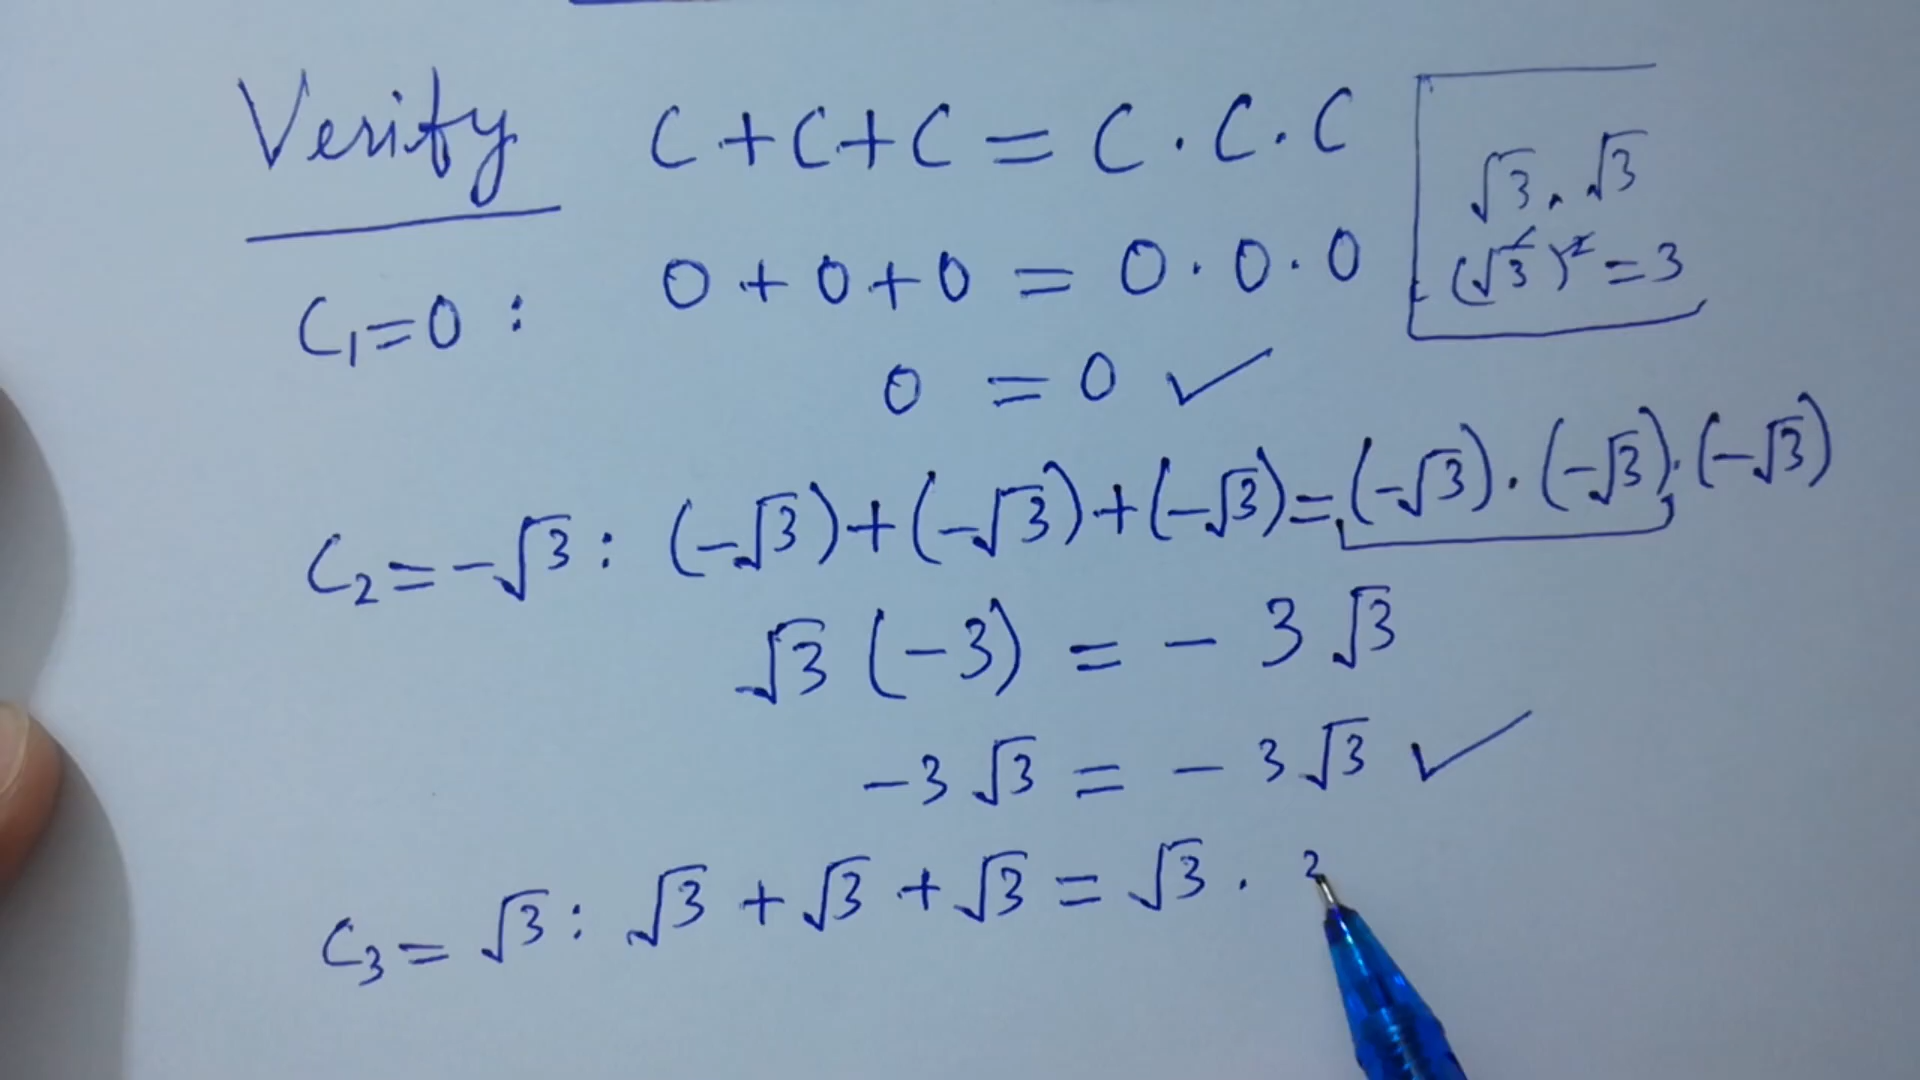 Verify C + C + C = C · C · C
√3 · √3
(√3)² = 3
C₁ = 0 : 0 + 0 + 0 = 0 · 0 · 0
0 = 0 ✓
C₂ = -√3 : (-√3) + (-√3) + (-√3) = (-√3) · (-√3) · (-√3)
√3 (-3) = - 3 √3
-3 √3 = - 3 √3 ✓
C₃ = √3 : √3 + √3 + √3 = √3 ·